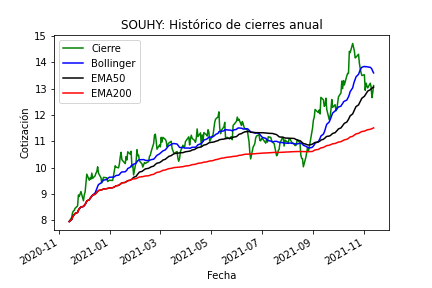 SOUHY: Histórico de cierres anual
Cierre
Bollinger
EMA50
EMA200
Cotización
15
14
13
12
11
10
9
8
2020-11
2021-01
2021-03
2021-05
2021-07
2021-09
2021-11
Fecha